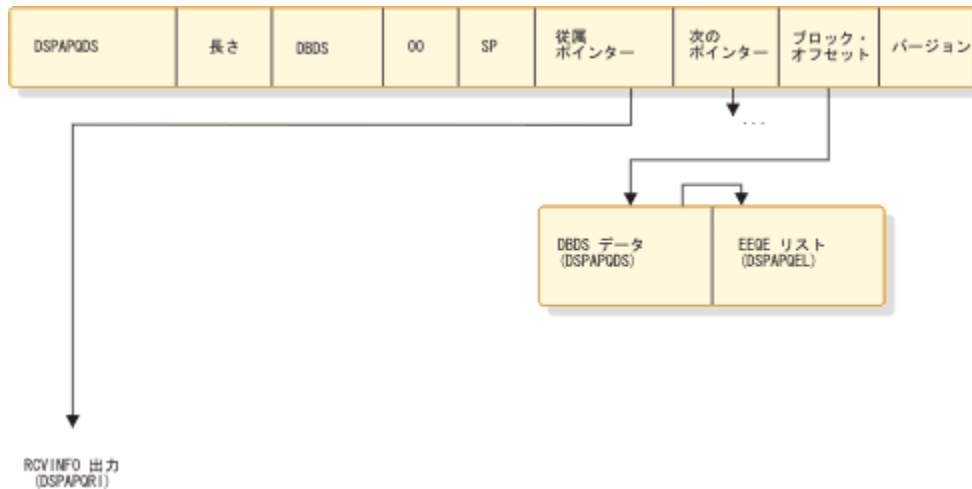 DSPAPQDS
長さ
DBDS
00
SP
従属
ポインター
次の
ポインター
ブロック・
オフセット
バージョン
...
DBDS データ
(DSPAPQDS)
EEQE リスト
(DSPAPQEL)
RCVINFO 出力
(DSPAPQRI)